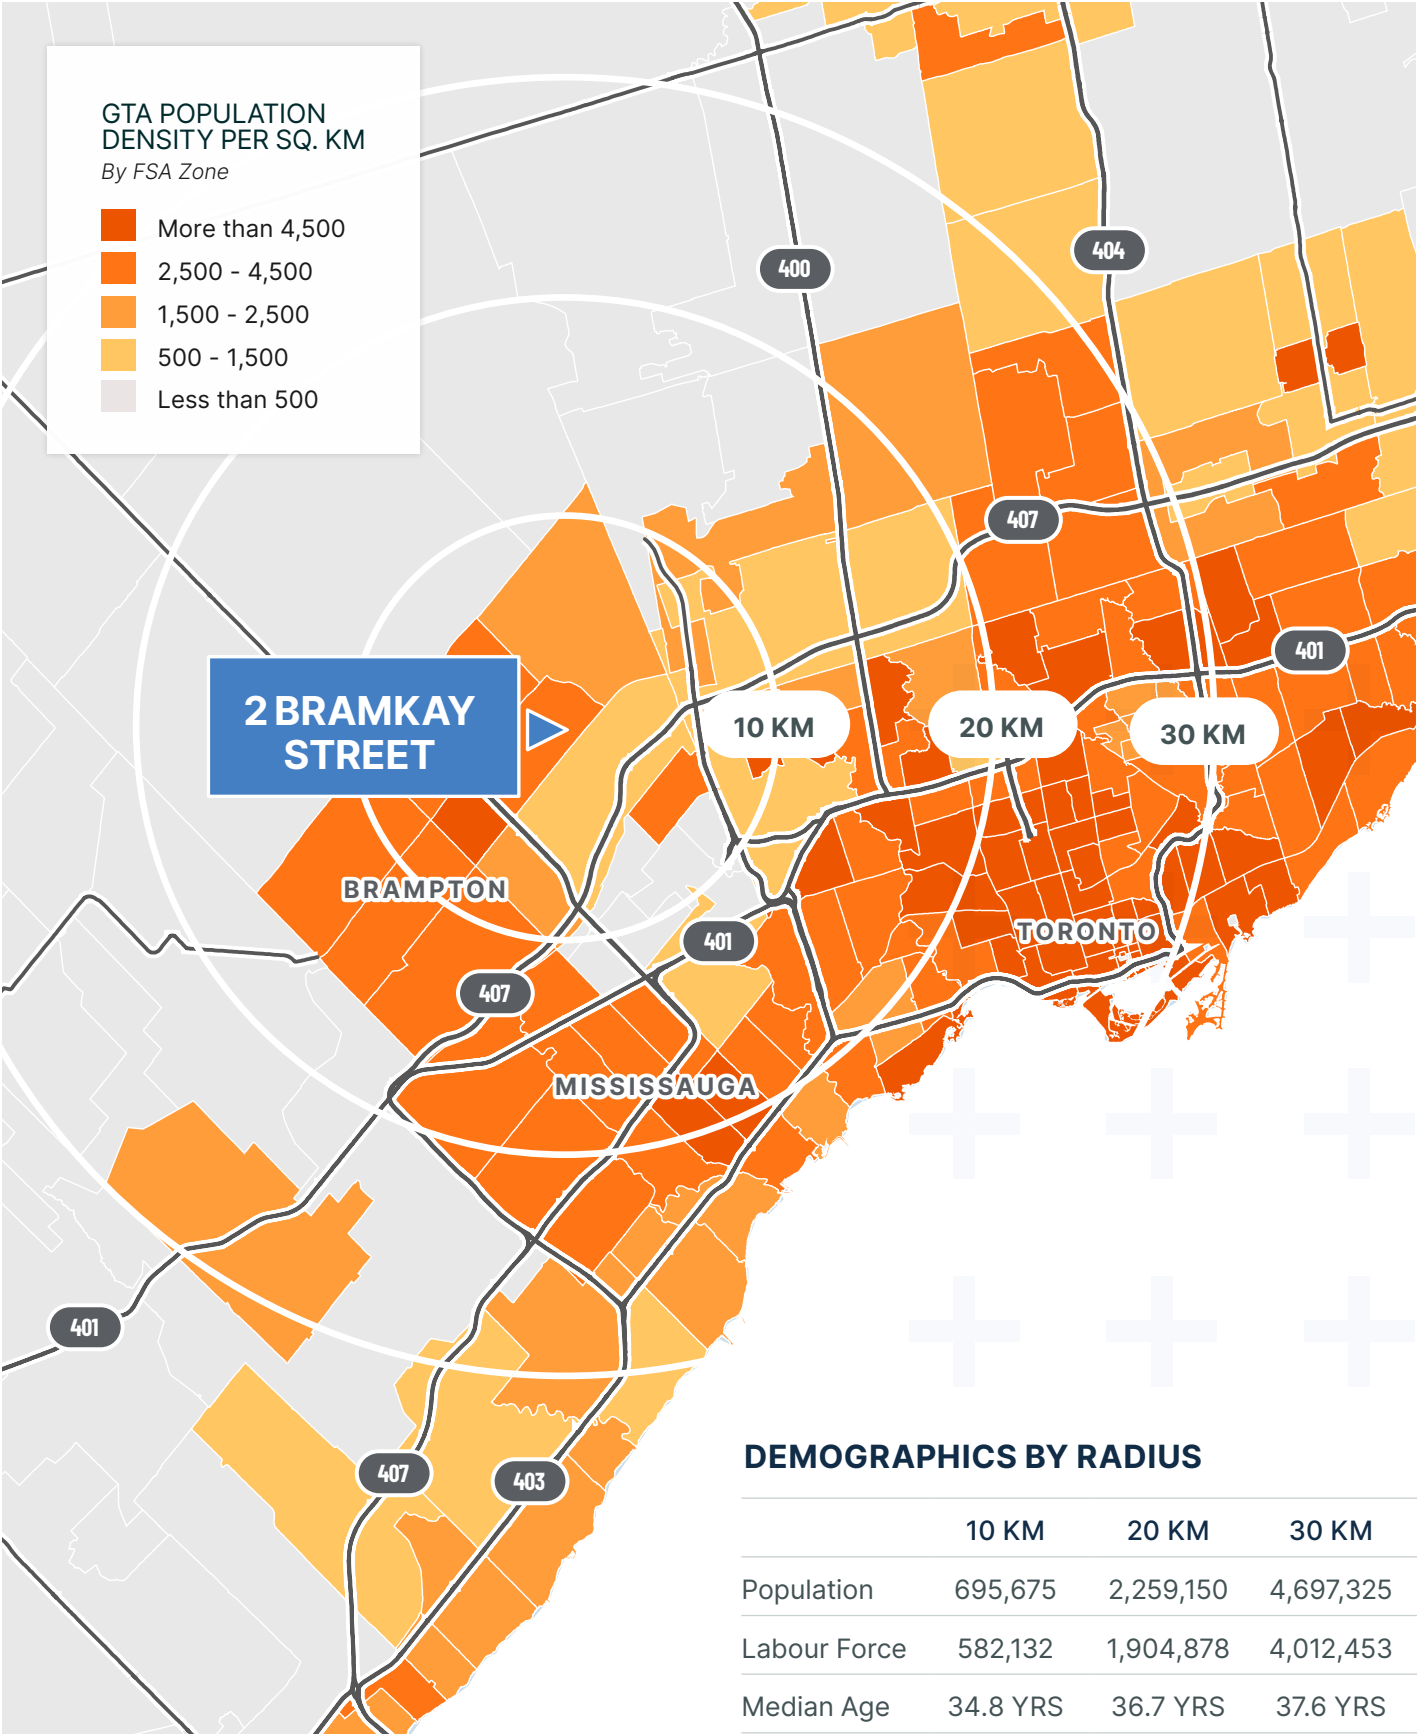 GTA POPULATION
DENSITY PER SQ. KM
By FSA Zone
More than 4,500
2,500 - 4,500
1,500 - 2,500
500 - 1,500
Less than 500
400
404
407
401
2 BRAMKAY
STREET
10 KM
20 KM
30 KM
BRAMPTON
401
TORONTO
407
MISSISSAUGA
401
407
403
DEMOGRAPHICS BY RADIUS
10 KM 20 KM 30 KM
Population 695,675 2,259,150 4,697,325
Labour Force 582,132 1,904,878 4,012,453
Median Age 34.8 YRS 36.7 YRS 37.6 YRS